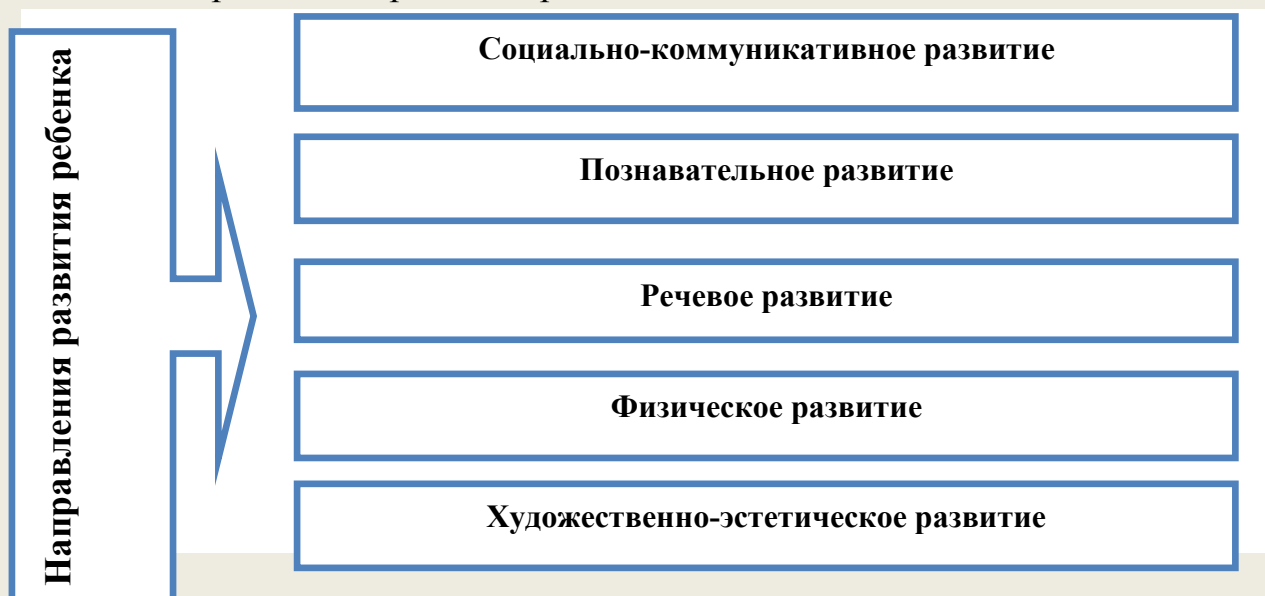 Направления развития ребенка
Социально-коммуникативное развитие
Познавательное развитие
Речевое развитие
Физическое развитие
Художественно-эстетическое развитие